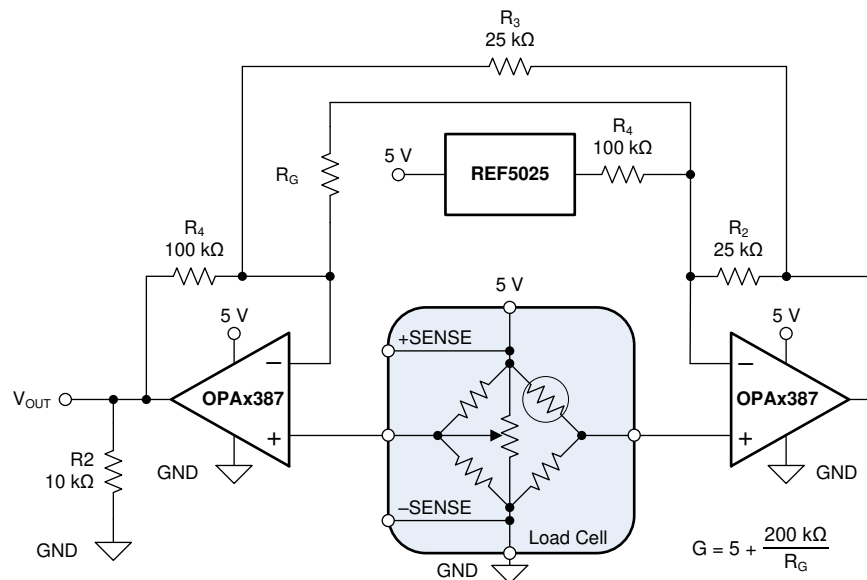 R3
25 kΩ
R4
100 kΩ
5 V
REF5025
RG
R4
100 kΩ
R2
25 kΩ
5 V
5 V
+SENSE
5 V
–
OPAx387
+
–
OPAx387
+
VOUT
R2
10 kΩ
GND
GND
–SENSE
Load Cell
GND
GND
G = 5 + 200 kΩ / RG